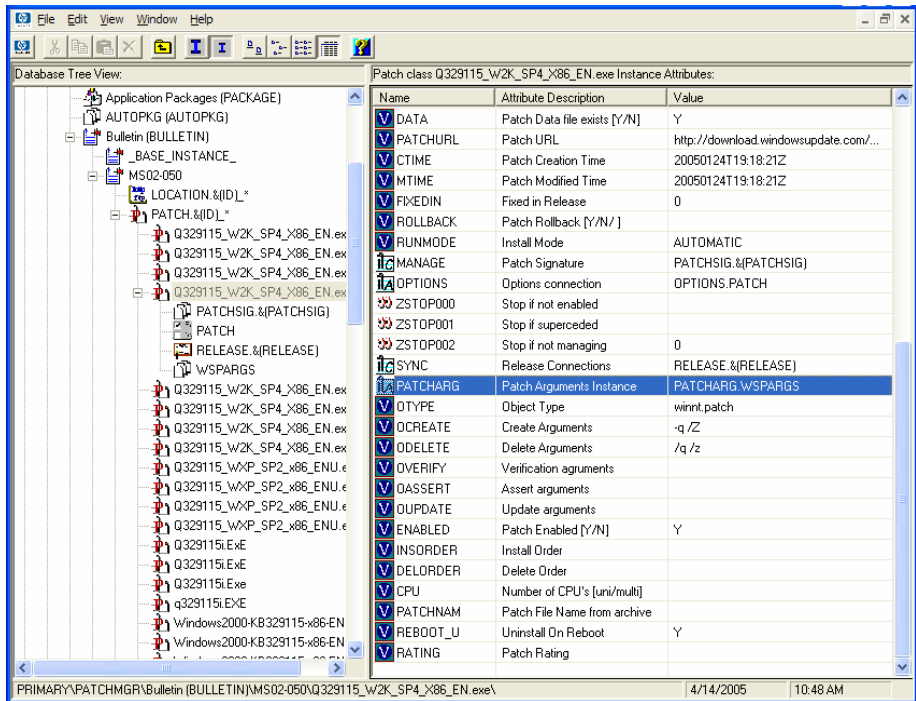 File Edit View Window Help
Database Tree View:
Patch class Q329115_W2K_SP4_X86_EN.exe Instance Attributes:
Application Packages (PACKAGE)
AUTOPKG (AUTOPKG)
Bulletin (BULLETIN)
_BASE_INSTANCE_
MS02-050
LOCATION.&(ID)_*
PATCH.&(ID)_*
Q329115_W2K_SP4_X86_EN.ex
Q329115_W2K_SP4_X86_EN.ex
Q329115_W2K_SP4_X86_EN.ex
Q329115_W2K_SP4_X86_EN.ex
PATCHSIG.&(PATCHSIG)
PATCH
RELEASE.&(RELEASE)
WSPARGS
Q329115_W2K_SP4_X86_EN.ex
Q329115_W2K_SP4_X86_EN.ex
Q329115_W2K_SP4_X86_EN.ex
Q329115_W2K_SP4_X86_EN.ex
Q329115_WXP_SP2_x86_ENU.e
Q329115_WXP_SP2_x86_ENU.e
Q329115_WXP_SP2_x86_ENU.e
Q329115_WXP_SP2_x86_ENU.e
Q329115i.ExE
Q329115i.ExE
Q329115i.Exe
q329115i.EXE
Windows2000-KB329115-x86-EN
Windows2000-KB329115-x86-EN
Name Attribute Description Value
DATA Patch Data file exists [Y/N] Y
PATCHURL Patch URL http://download.windowsupdate.com/...
CTIME Patch Creation Time 20050124T19:18:21Z
MTIME Patch Modified Time 20050124T19:18:21Z
FIXEDIN Fixed in Release 0
ROLLBACK Patch Rollback [Y/N/ ]
RUNMODE Install Mode AUTOMATIC
MANAGE Patch Signature PATCHSIG.&(PATCHSIG)
OPTIONS Options connection OPTIONS.PATCH
ZSTOP000 Stop if not enabled
ZSTOP001 Stop if superceded
ZSTOP002 Stop if not managing 0
SYNC Release Connections RELEASE.&(RELEASE)
PATCHARG Patch Arguments Instance PATCHARG.WSPARGS
OTYPE Object Type winnt.patch
OCREATE Create Arguments -q /Z
ODELETE Delete Arguments /q /z
OVERIFY Verification agruments
OASSERT Assert arguments
OUPDATE Update arguments
ENABLED Patch Enabled [Y/N] Y
INSORDER Install Order
DELORDER Delete Order
CPU Number of CPU's [uni/multi]
PATCHNAM Patch File Name from archive
REBOOT_U Uninstall On Reboot Y
RATING Patch Rating
PRIMARY\PATCHMGR\Bulletin (BULLETIN)\MS02-050\Q329115_W2K_SP4_X86_EN.exe\ 4/14/2005 10:48 AM